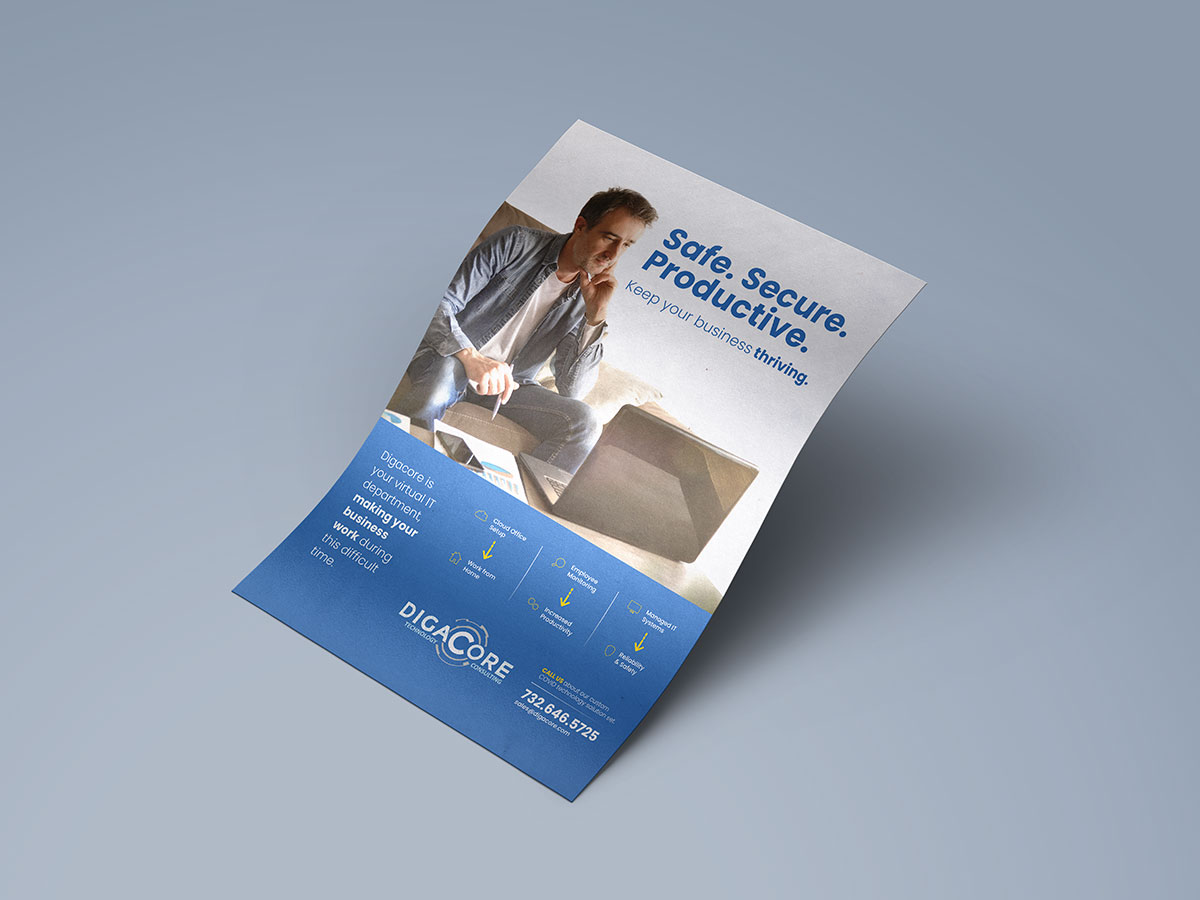 Safe. Secure.
Productive.
Keep your business thriving.
Digacore is
your virtual IT
department,
making your
business
work during
this difficult
time.
Cloud Office
Setup
Work from
Home
Employee
Monitoring
Increased
Productivity
Managed IT
Systems
Reliability
& Safety
DIGACORE
TECHNOLOGY
CONSULTING
CALL US about our custom
COVID technology solution set.
732.646.5725
sales@digacore.com